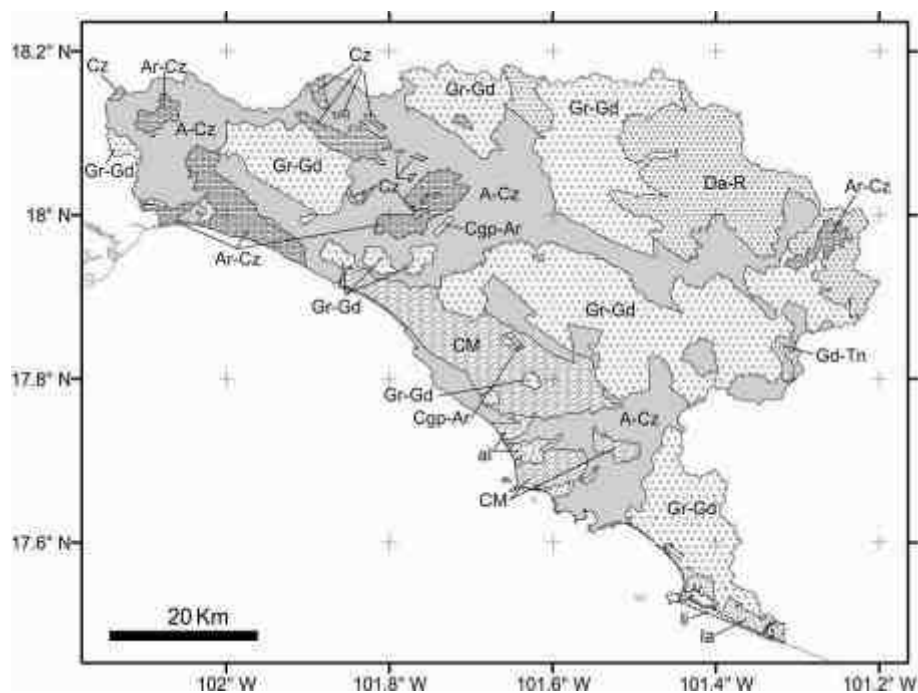 18.2° N
Cz
Cz
Ar-Cz
Gr-Gd
Gr-Gd
A-Cz
Gr-Gd
Gr-Gd
Da-R
Cz
A-Cz
Ar-Cz
18° N
Cgp-Ar
Ar-Cz
Gr-Gd
Gr-Gd
CM
Gd-Tn
17.8° N
Gr-Gd
Cgp-Ar
A-Cz
al
CM
Gr-Gd
17.6° N
20 Km
la
102° W
101.8° W
101.6° W
101.4° W
101.2° W